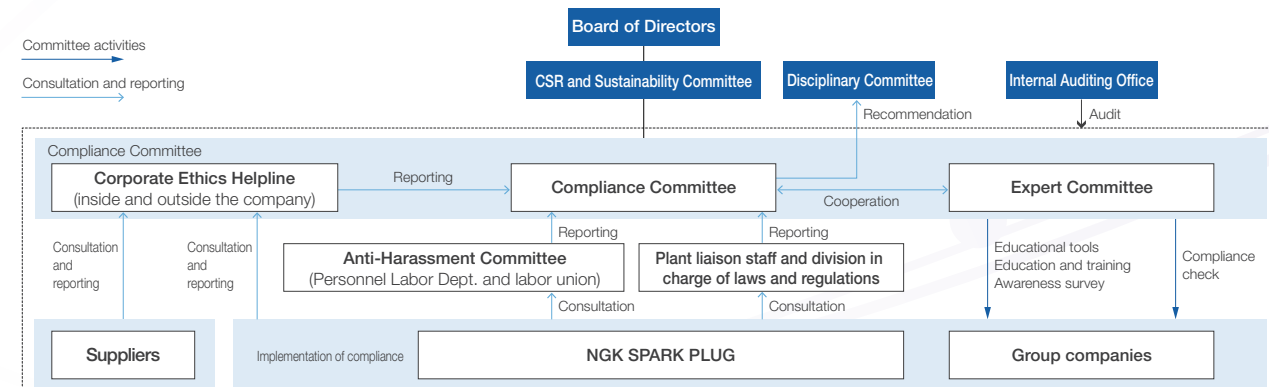 Board of Directors
Committee activities
Consultation and reporting
CSR and Sustainability Committee
Disciplinary Committee
Internal Auditing Office
Recommendation
Audit
Compliance Committee
Corporate Ethics Helpline
(inside and outside the company)
Reporting
Compliance Committee
Cooperation
Expert Committee
Consultation
and
reporting
Consultation
and
reporting
Reporting
Reporting
Anti-Harassment Committee
(Personnel Labor Dept. and labor union)
Plant liaison staff and division in
charge of laws and regulations
Educational tools
Education and training
Awareness survey
Compliance
check
Consultation
Consultation
Suppliers
Implementation of compliance
NGK SPARK PLUG
Group companies